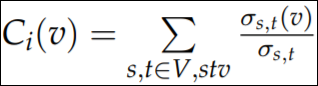 C_i(v) = \sum_{s,t \in V, stv} \frac{\sigma_{s,t}(v)}{\sigma_{s,t}}